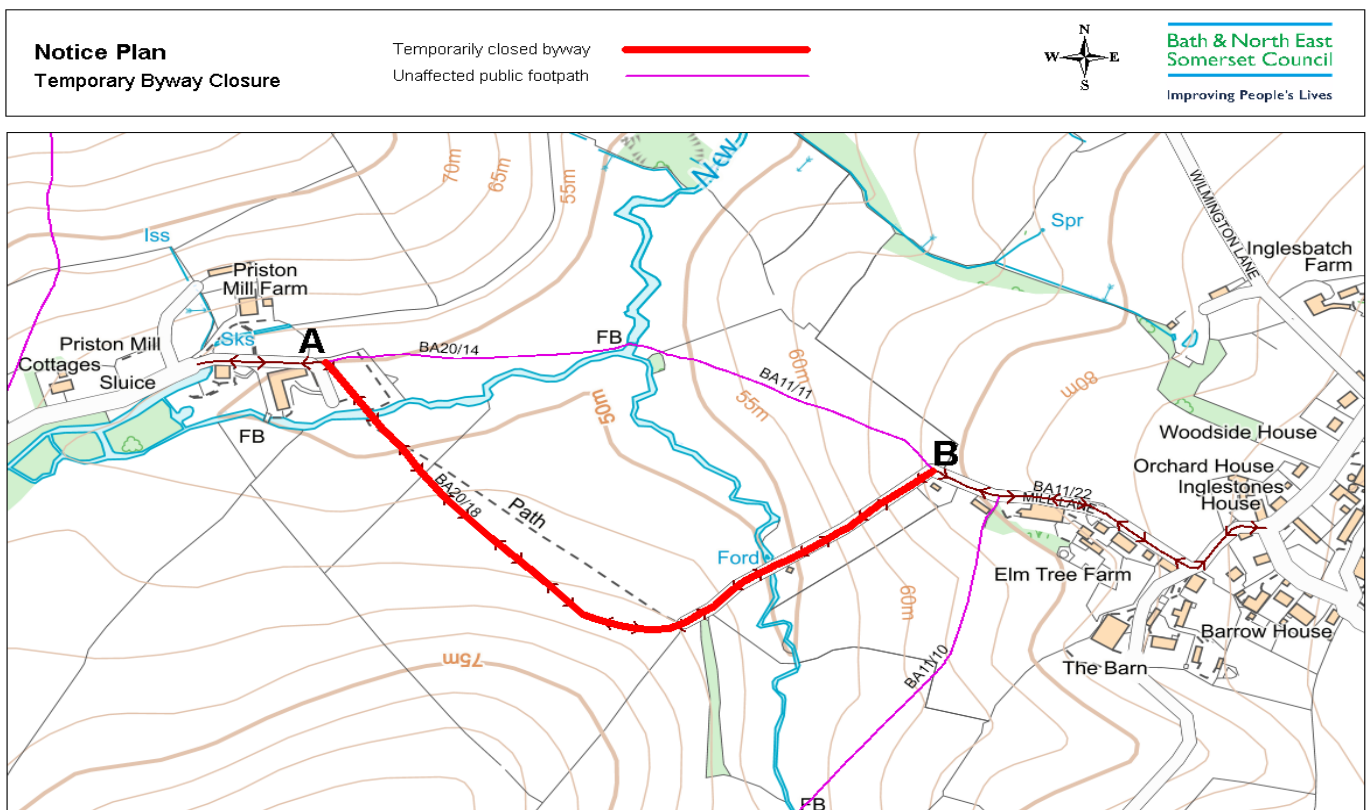 Notice Plan
Temporary Byway Closure
Temporarily closed byway
Unaffected public footpath
N
W E
S
Bath & North East
Somerset Council
Improving People's Lives
70m
65m
55m
New
WILMINGTON LANE
Spr
Iss
Inglesbatch
Farm
Priston
Mill Farm
Priston Mill
Cottages
Sluice
Sks
A
BA20/14
FB
BA11/11
60m
55m
50m
80m
FB
Woodside House
B
Orchard House
Inglestones
House
BA11/22
MILL LANE
BA20/18
Path
Ford
Elm Tree Farm
60m
Barrow House
The Barn
75m
BA11/10
FB